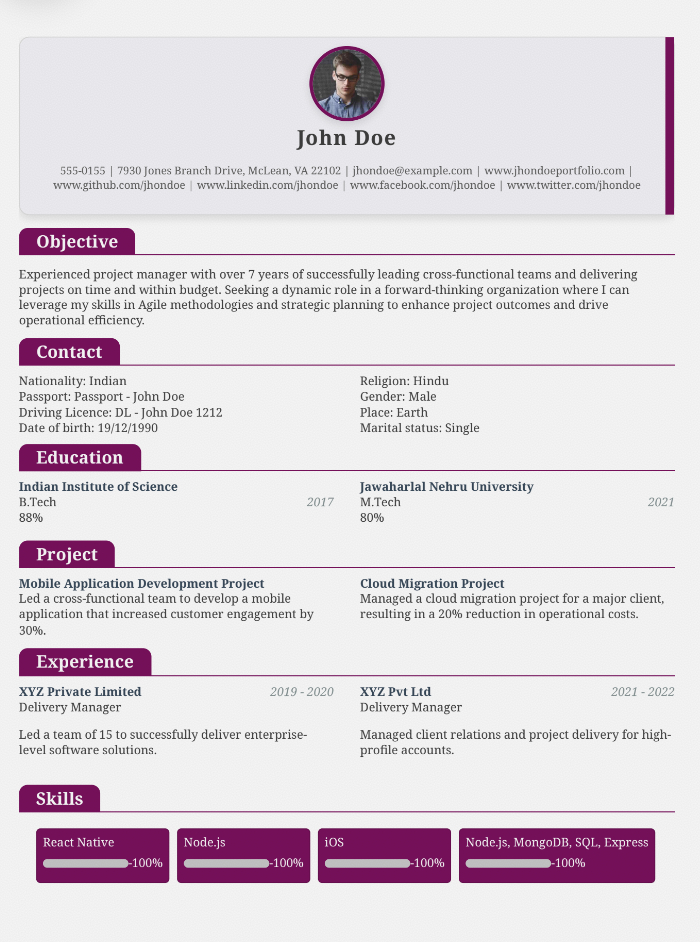 John Doe
555-0155 | 7930 Jones Branch Drive, McLean, VA 22102 | jhondoe@example.com | www.jhondoeportfolio.com |
www.github.com/jhondoe | www.linkedin.com/jhondoe | www.facebook.com/jhondoe | www.twitter.com/jhondoe
Objective
Experienced project manager with over 7 years of successfully leading cross-functional teams and delivering
projects on time and within budget. Seeking a dynamic role in a forward-thinking organization where I can
leverage my skills in Agile methodologies and strategic planning to enhance project outcomes and drive
operational efficiency.
Contact
Nationality: Indian
Passport: Passport - John Doe
Driving Licence: DL - John Doe 1212
Date of birth: 19/12/1990
Religion: Hindu
Gender: Male
Place: Earth
Marital status: Single
Education
Indian Institute of Science
B.Tech 2017
88%
Jawaharlal Nehru University
M.Tech 2021
80%
Project
Mobile Application Development Project
Led a cross-functional team to develop a mobile
application that increased customer engagement by
30%.
Cloud Migration Project
Managed a cloud migration project for a major client,
resulting in a 20% reduction in operational costs.
Experience
XYZ Private Limited 2019 - 2020
Delivery Manager
Led a team of 15 to successfully deliver enterprise-
level software solutions.
XYZ Pvt Ltd 2021 - 2022
Delivery Manager
Managed client relations and project delivery for high-
profile accounts.
Skills
React Native
-100%
Node.js
-100%
iOS
-100%
Node.js, MongoDB, SQL, Express
-100%